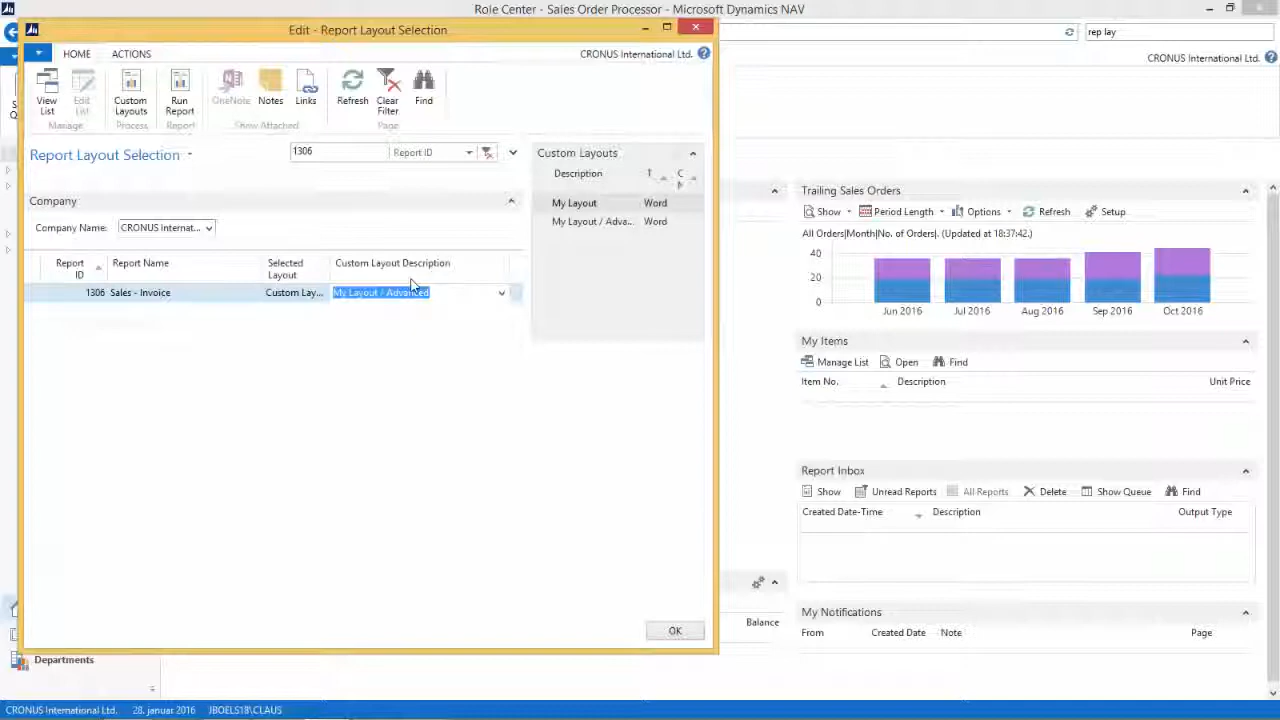 Role Center - Sales Order Processor - Microsoft Dynamics NAV
Edit - Report Layout Selection
rep lay
HOME ACTIONS
CRONUS International Ltd.
CRONUS International Ltd.
View List
Edit List
Custom Layouts
Run Report
OneNote
Notes
Links
Refresh
Clear Filter
Find
Manage
Process
Report
Show Attached
Page
Report Layout Selection
1306
Report ID
Company
Company Name: CRONUS Internat...
Report ID
Report Name
Selected Layout
Custom Layout Description
1306 Sales - Invoice Custom Lay... My Layout / Advanced
Custom Layouts
Description
My Layout Word
My Layout / Adva... Word
OK
Trailing Sales Orders
Show Period Length Options Refresh Setup
All Orders|Month|No. of Orders|. (Updated at 18:37:42.)
40
20
0
Jun 2016 Jul 2016 Aug 2016 Sep 2016 Oct 2016
My Items
Manage List Open Find
Item No. Description Unit Price
Report Inbox
Show Unread Reports All Reports Delete Show Queue Find
Created Date-Time Description Output Type
Balance
My Notifications
From Created Date Note Page
Departments
CRONUS International Ltd. 28. januar 2016 JBOELS18\CLAUS